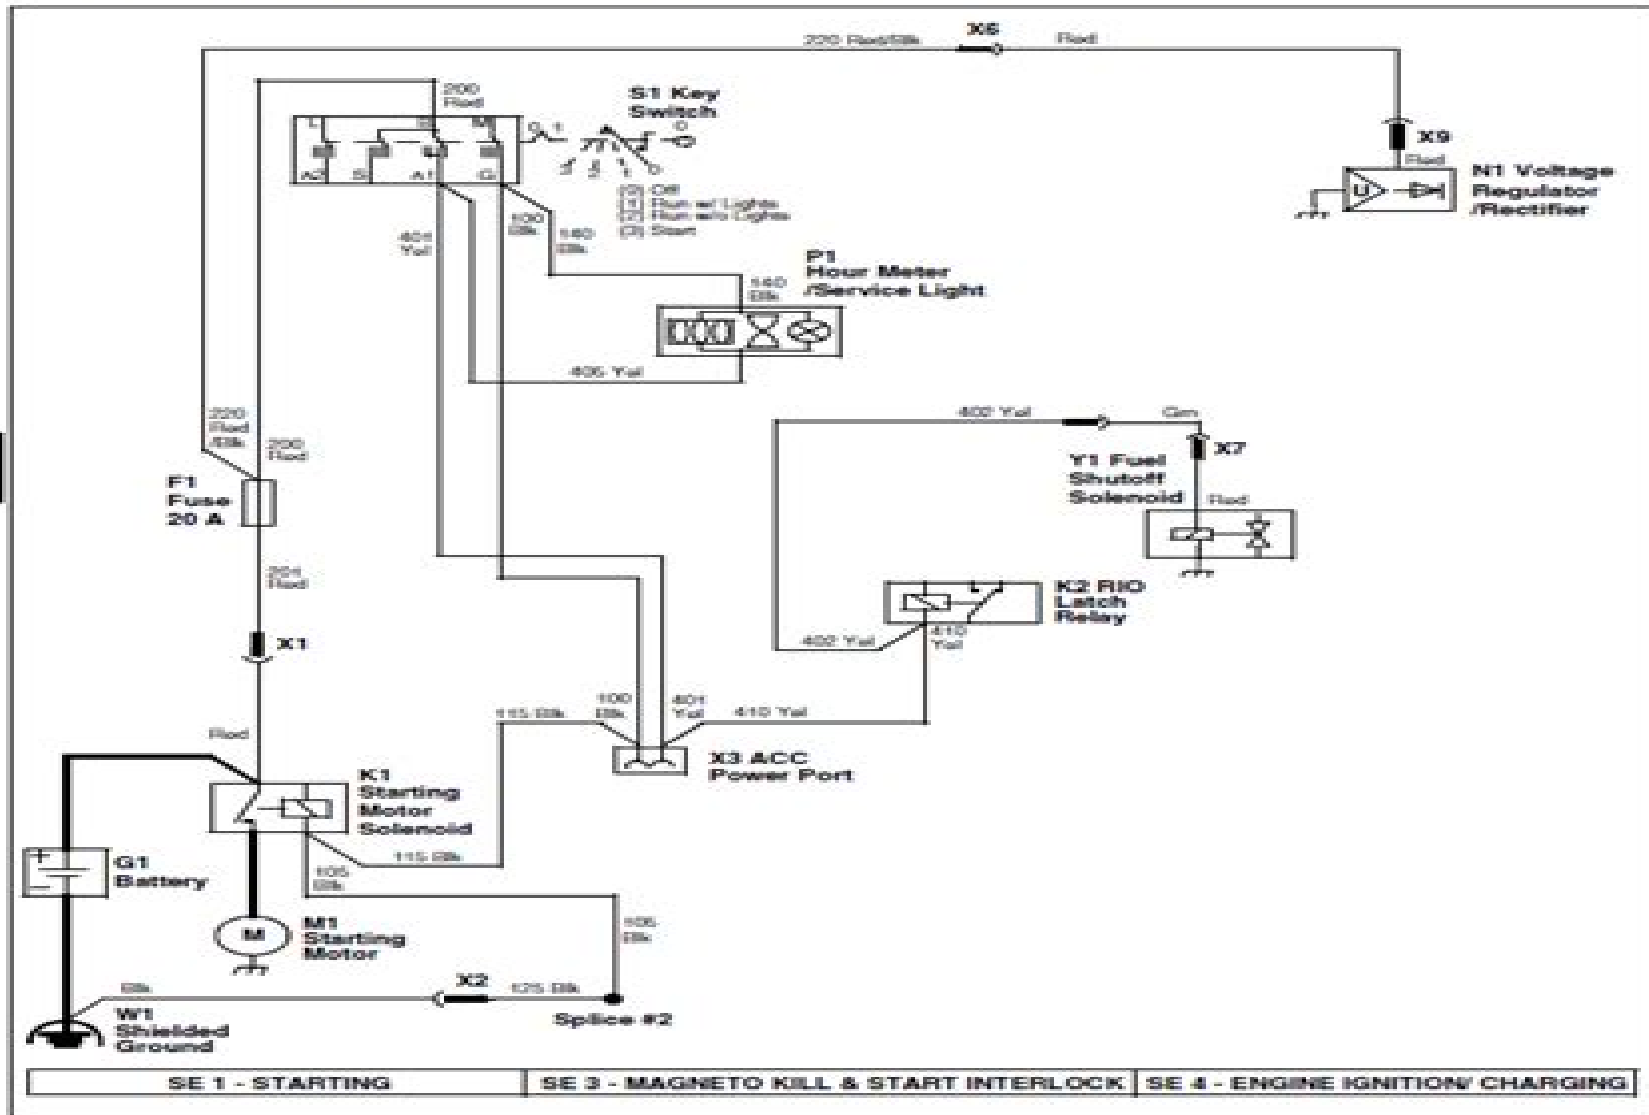 X6
220 Red/Blk
Red
200
Red
S1 Key
Switch
X9
Red
N1 Voltage
Regulator
/Rectifier
U
A1
G
[0] Off
[1] Run w/ Lights
[2] Run w/o Lights
[3] Start
401
Yel
100
Blk
140
Blk
P1
Hour Meter
/Service Light
140
Blk
405 Yel
220
Red
/Blk
200
Red
402 Yel
X7
F1
Fuse
20 A
Y1 Fuel
Shutoff
Solenoid
Red
201
Red
K2 RIO
Latch
Relay
X1
402 Yel
410
Yel
115 Blk
100
Blk
401
Yel
410 Yel
Red
X3 ACC
Power Port
K1
Starting
Motor
Solenoid
115 Blk
105
Blk
+
-
G1
Battery
M
M1
Starting
Motor
105
Blk
Blk
X2
125 Blk
Splice #2
W1
Shielded
Ground
SE 1 - STARTING
SE 3 - MAGNETO KILL & START INTERLOCK
SE 4 - ENGINE IGNITION/ CHARGING